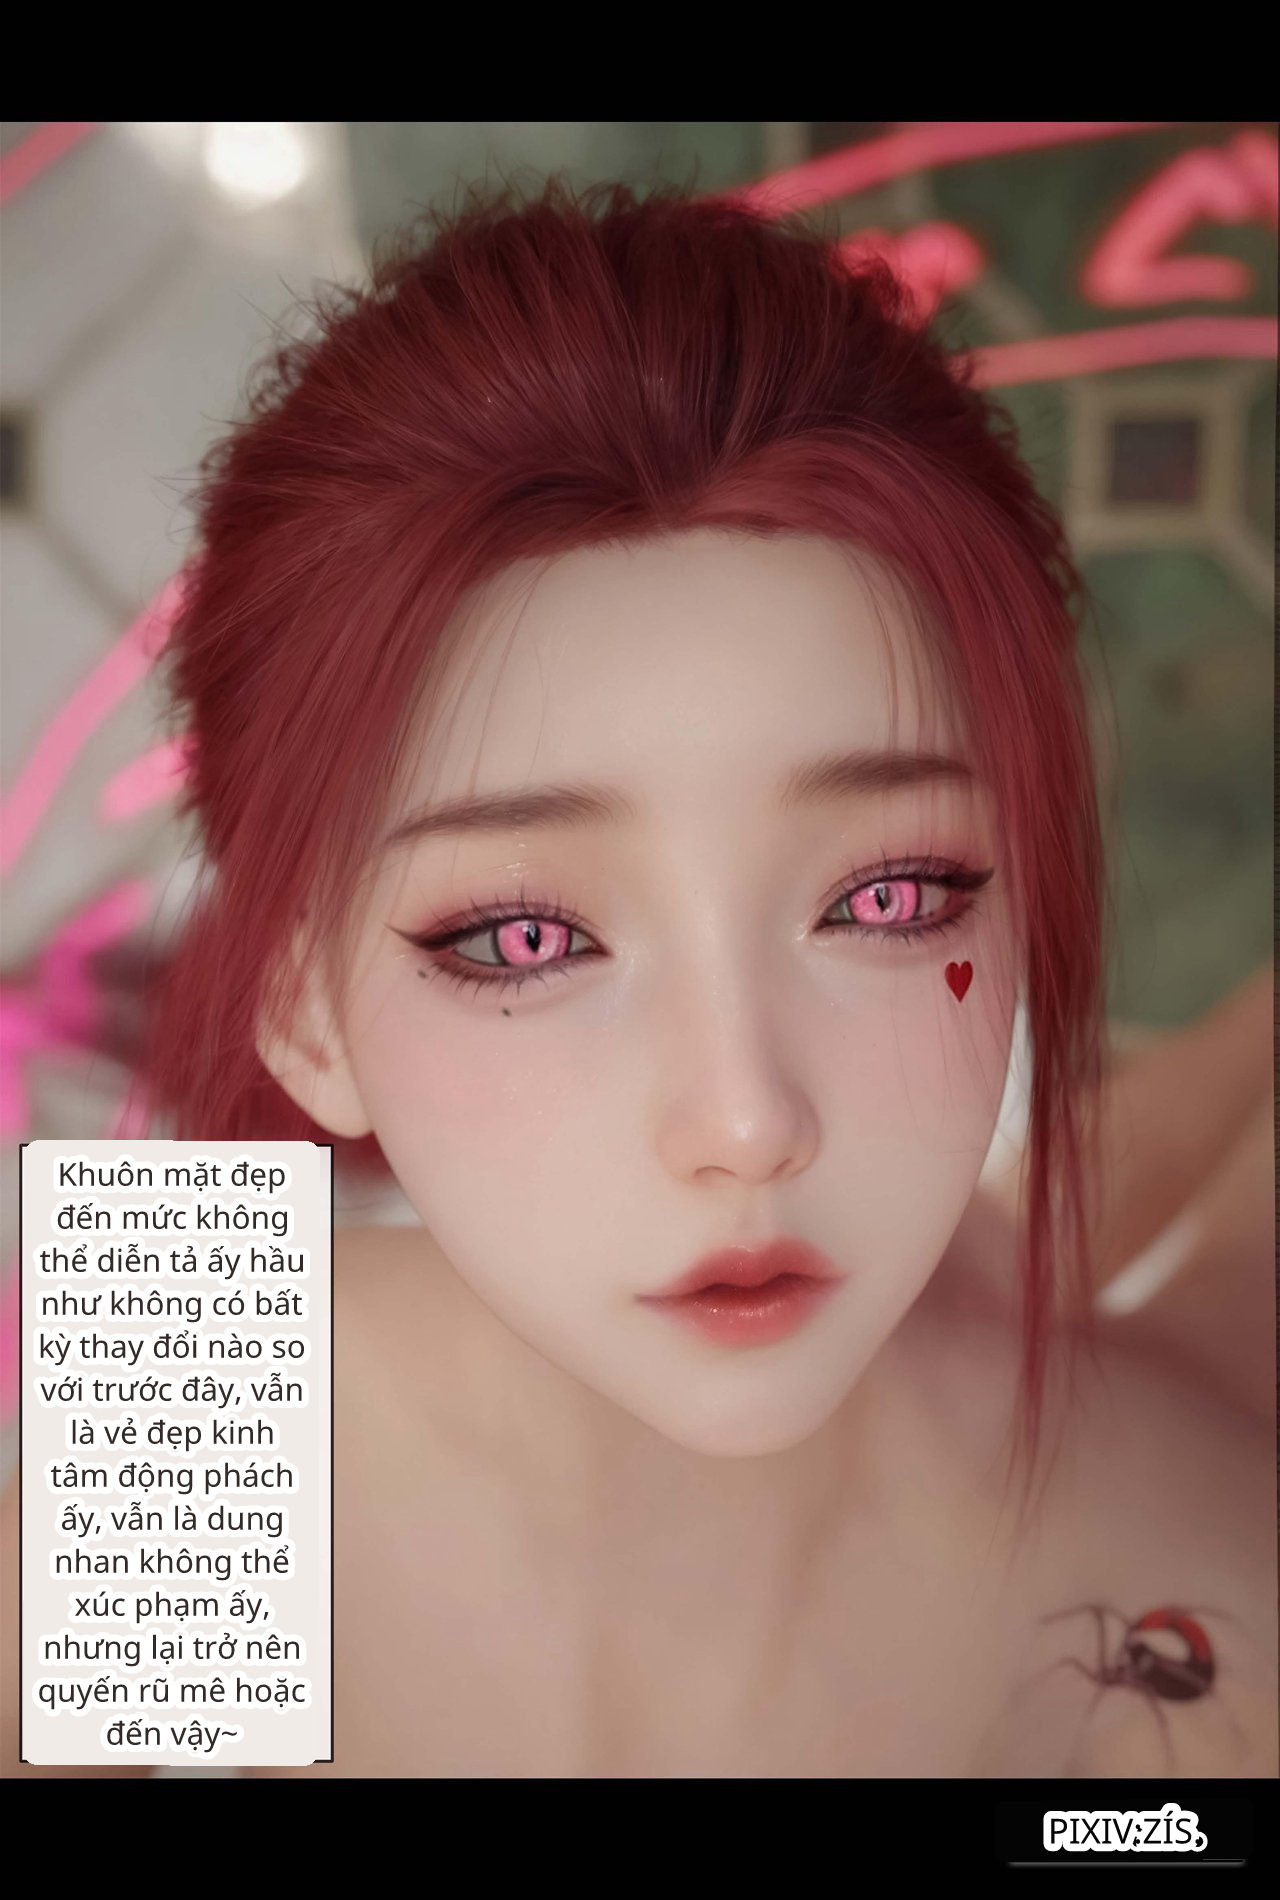 Khuôn mặt đẹp
đến mức không
thể diễn tả ấy hầu
như không có bất
kỳ thay đổi nào so
với trước đây, vẫn
là vẻ đẹp kinh
tâm động phách
ấy, vẫn là dung
nhan không thể
xúc phạm ấy,
nhưng lại trở nên
quyến rũ mê hoặc
đến vậy~
PIXIV:ZÍS,